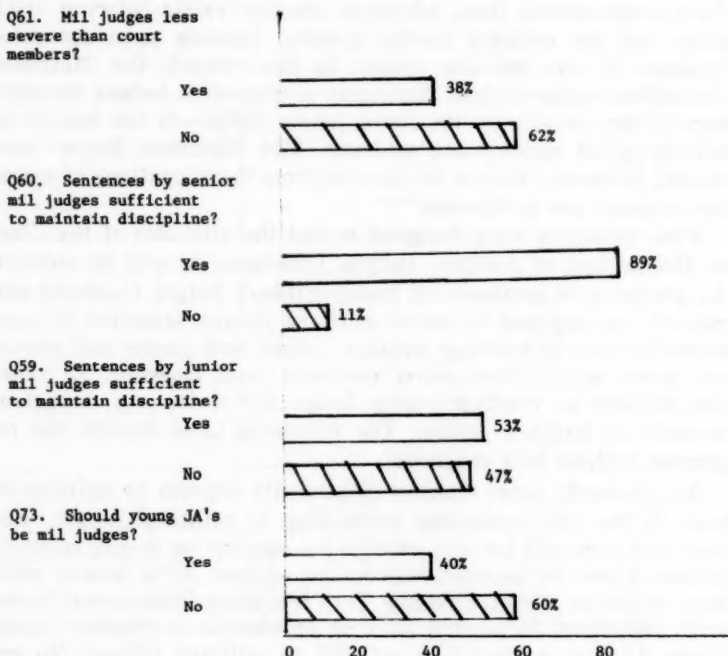 Q61. Mil judges less
severe than court
members?
Yes 38%
No 62%
Q60. Sentences by senior
mil judges sufficient
to maintain discipline?
Yes 89%
No 11%
Q59. Sentences by junior
mil judges sufficient
to maintain discipline?
Yes 53%
No 47%
Q73. Should young JA's
be mil judges?
Yes 40%
No 60%
0 20 40 60 80